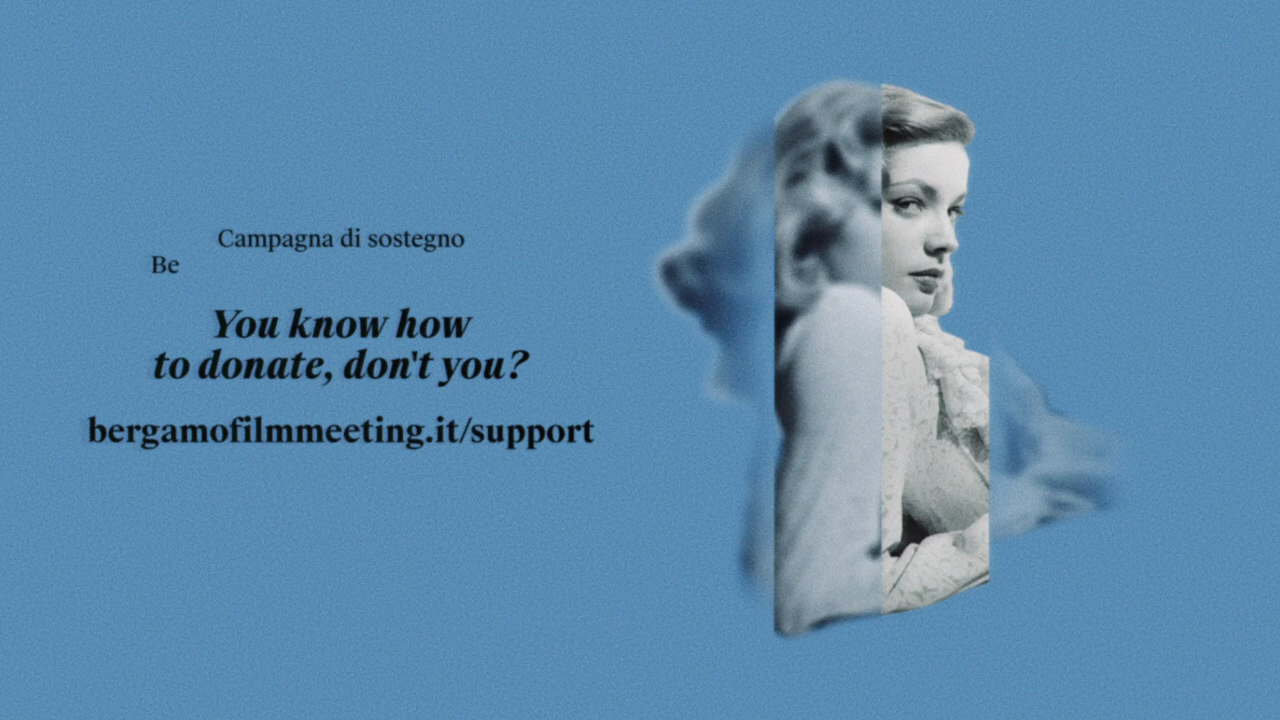 Campagna di sostegno
Be
You know how
to donate, don't you?
bergamofilmmeeting.it/support